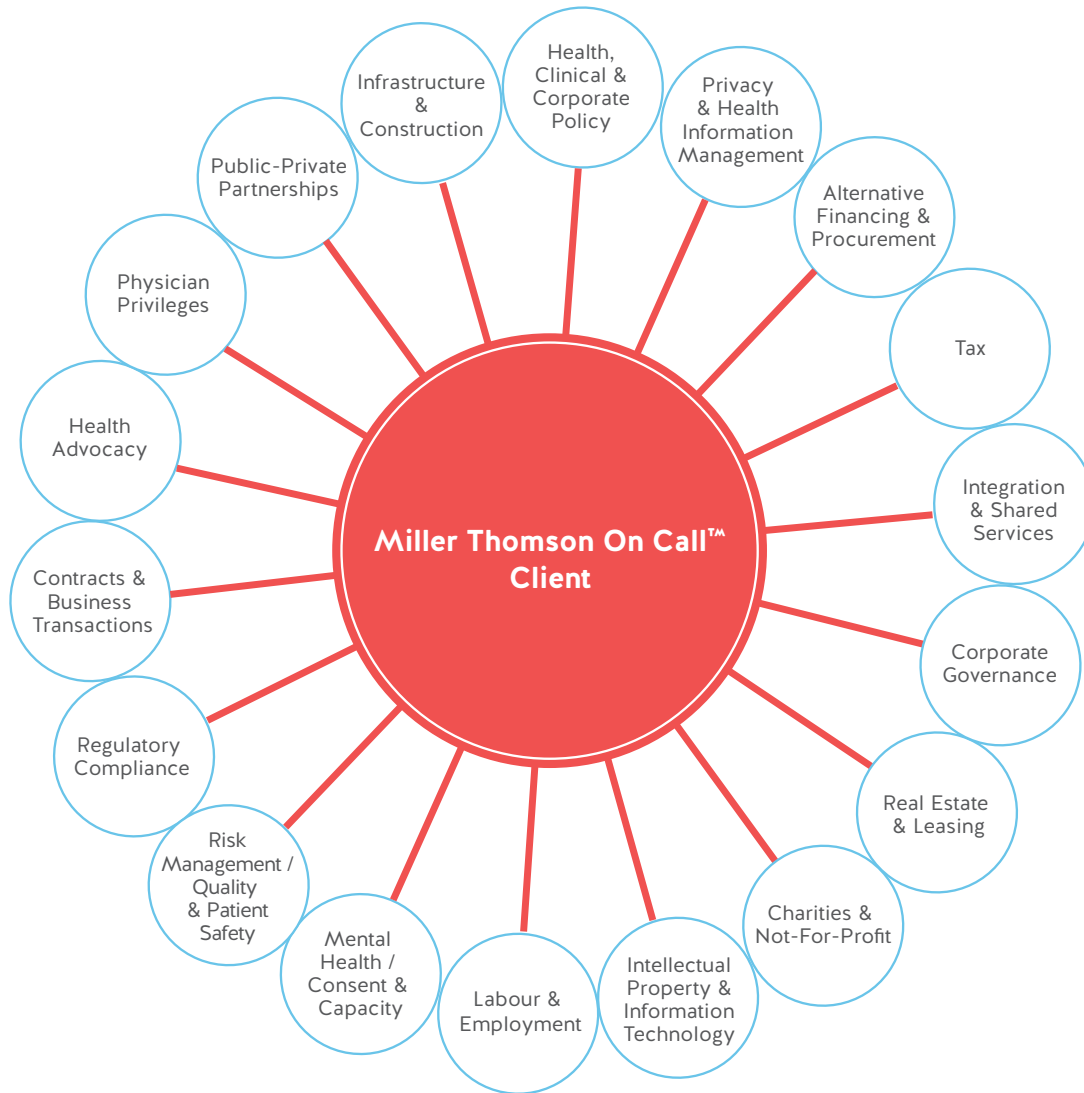 Health,
Clinical &
Corporate
Policy
Privacy
& Health
Information
Management
Alternative
Financing &
Procurement
Tax
Integration
& Shared
Services
Corporate
Governance
Real Estate
& Leasing
Charities &
Not-For-Profit
Intellectual
Property &
Information
Technology
Labour &
Employment
Mental
Health /
Consent &
Capacity
Risk
Management /
Quality
& Patient
Safety
Regulatory
Compliance
Contracts &
Business
Transactions
Health
Advocacy
Physician
Privileges
Public-Private
Partnerships
Infrastructure
&
Construction
Miller Thomson On Call™
Client